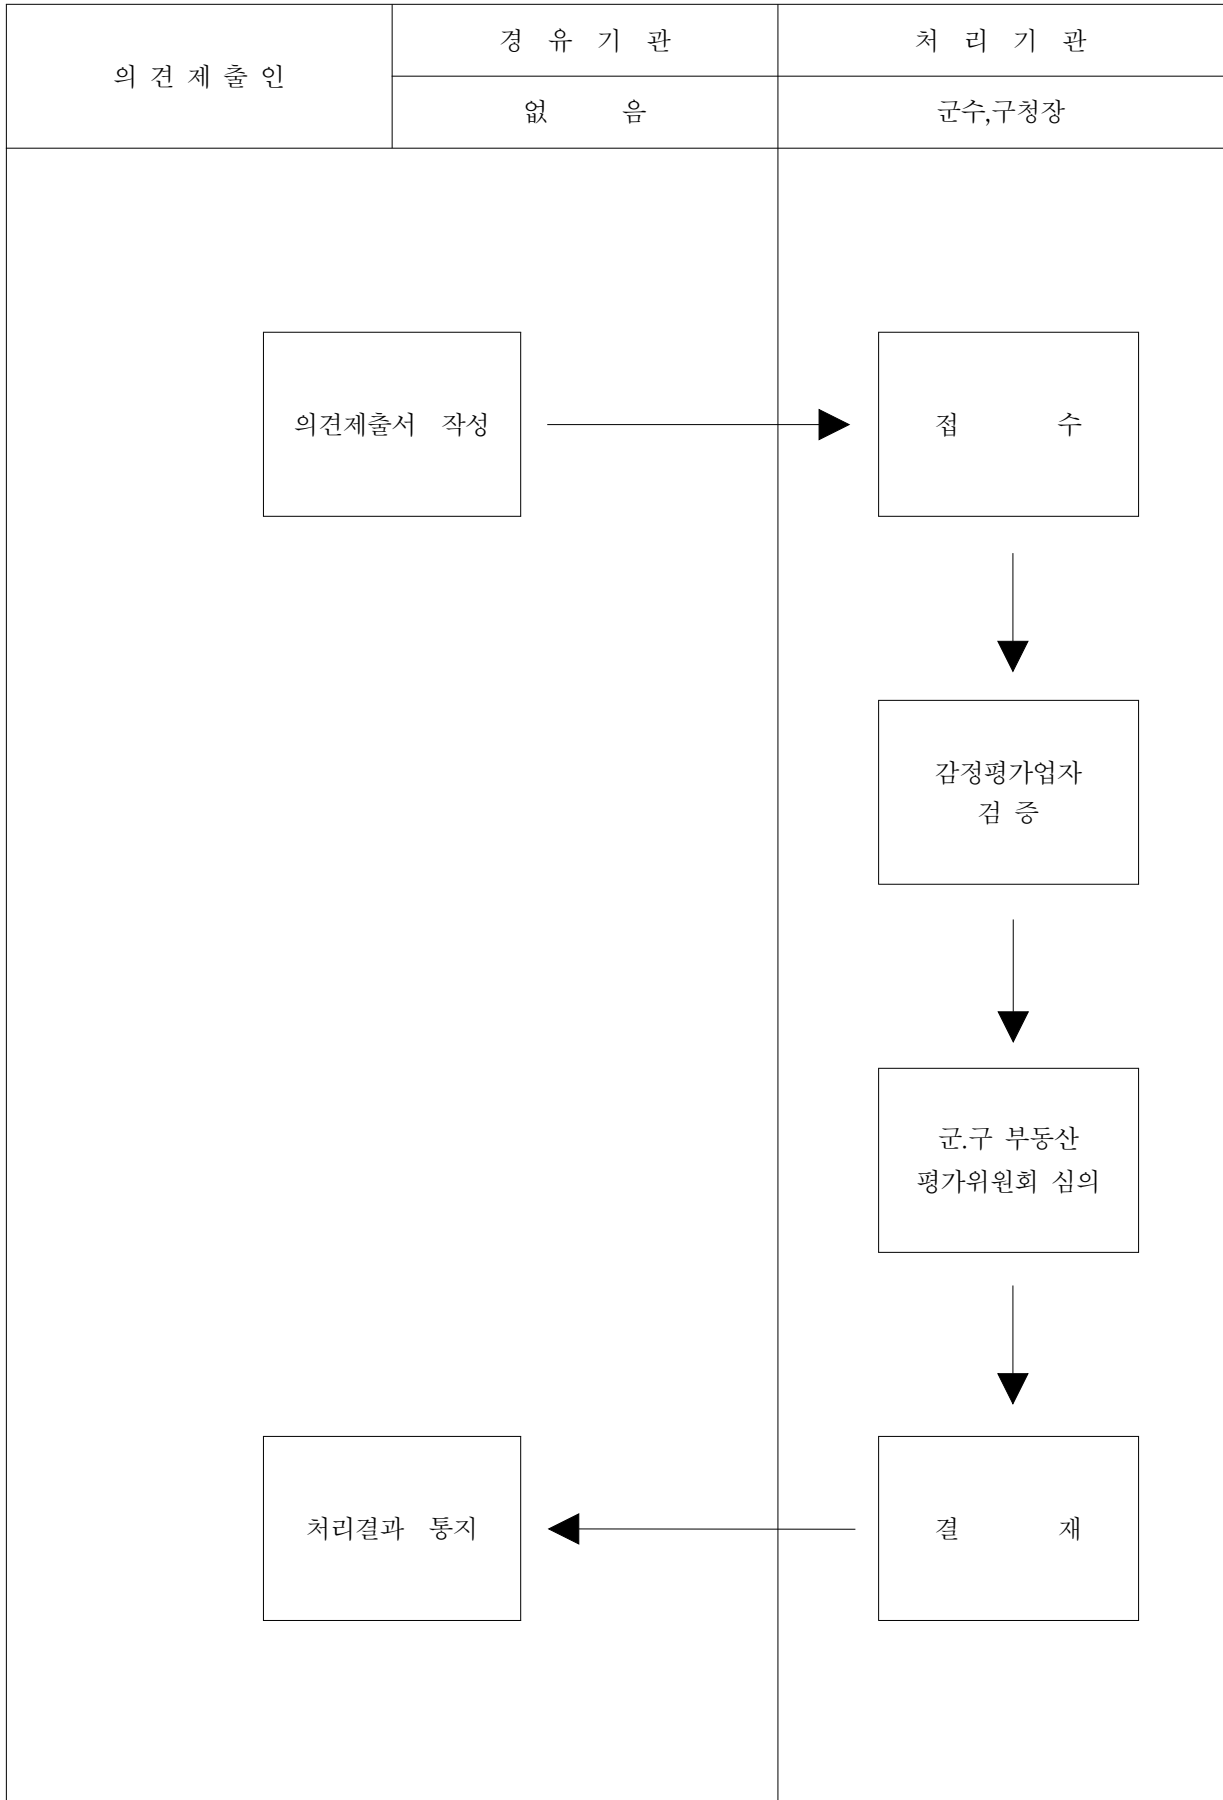 의 견 제 출 인
경 유 기 관
처 리 기 관
없 음
군수,구청장
의견제출서 작성
접 수
감정평가업자
검 증
군.구 부동산
평가위원회 심의
처리결과 통지
결 재